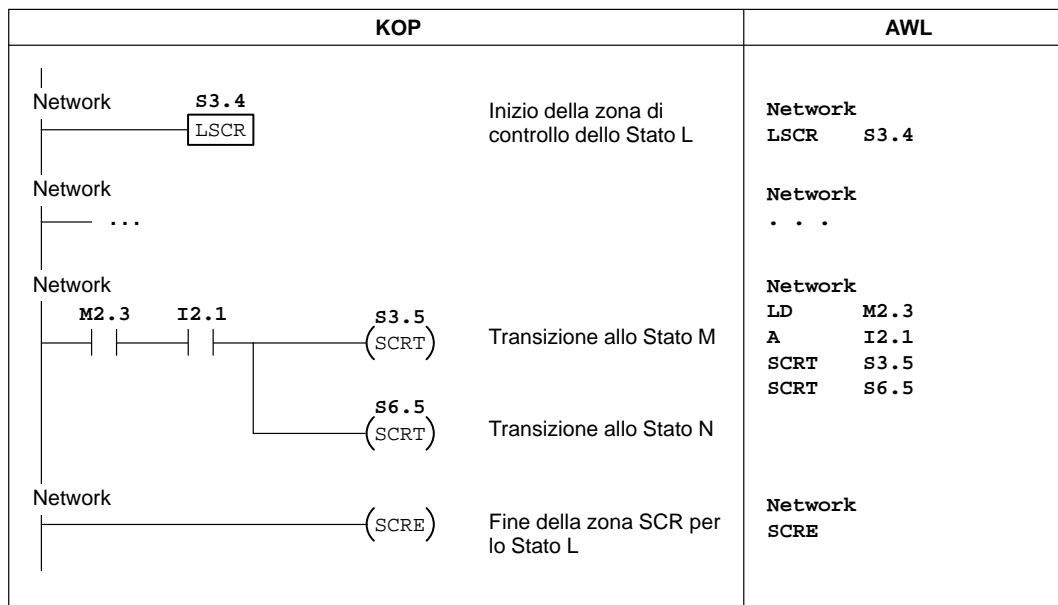 KOP
AWL
Network
S3.4
LSCR
Inizio della zona di
controllo dello Stato L
Network
LSCR S3.4
Network
...
Network
. . .
Network
M2.3 I2.1
S3.5
SCRT
Transizione allo Stato M
S6.5
SCRT
Transizione allo Stato N
Network
LD M2.3
A I2.1
SCRT S3.5
SCRT S6.5
Network
SCRE
Fine della zona SCR per
lo Stato L
Network
SCRE